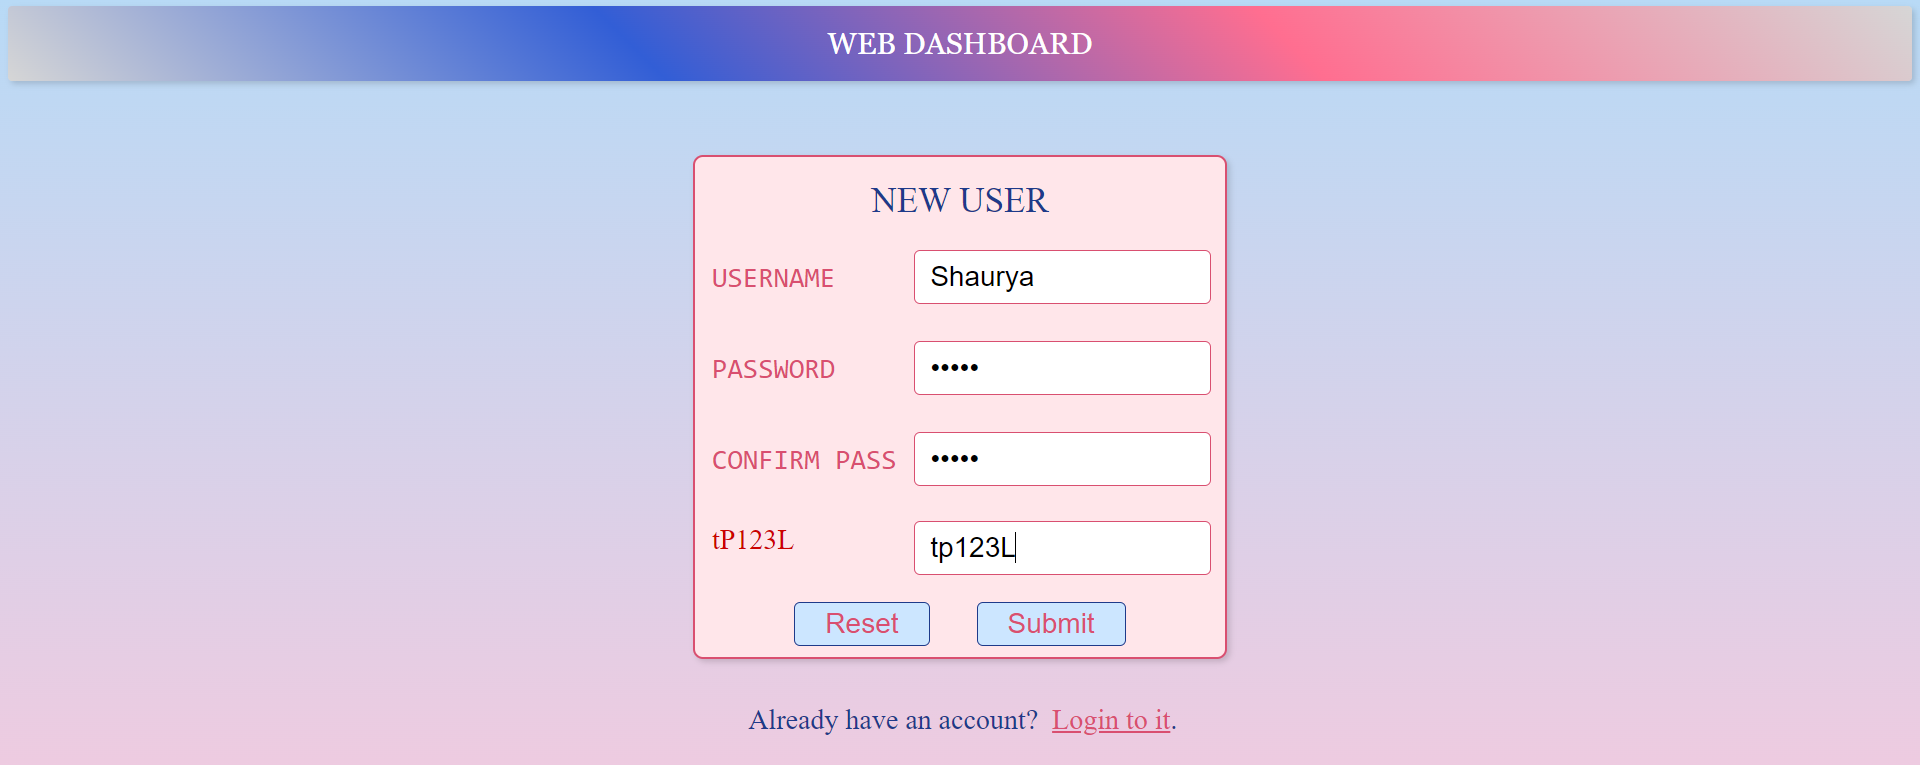 WEB DASHBOARD
NEW USER
USERNAME Shaurya
PASSWORD •••••
CONFIRM PASS •••••
tP123L tp123L
Reset Submit
Already have an account? Login to it.